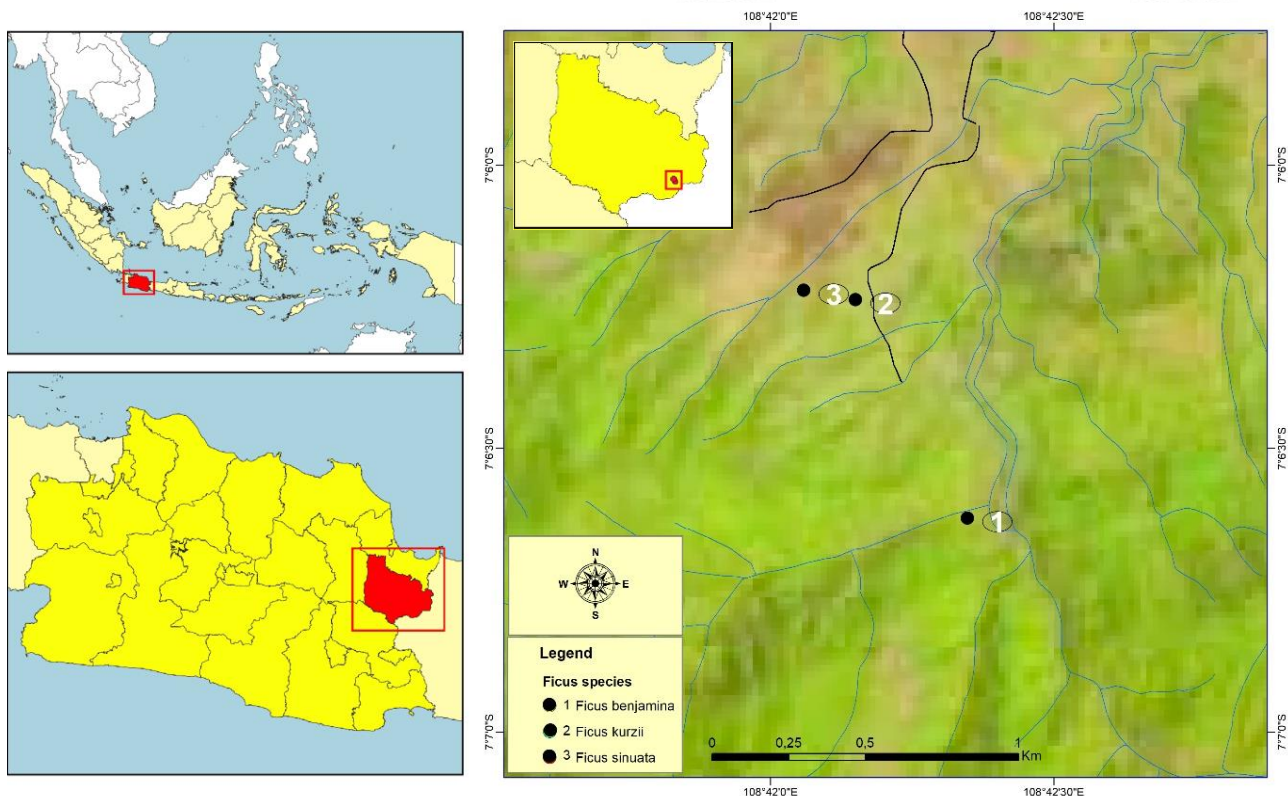 108°42'0"E
108°42'30"E
7°6'0"S
7°6'0"S
3
2
7°6'30"S
7°6'30"S
1
N
W
E
S
Legend
Ficus species
1 Ficus benjamina
2 Ficus kurzii
3 Ficus sinuata
0
0,25
0,5
1
Km
7°7'0"S
7°7'0"S
108°42'0"E
108°42'30"E